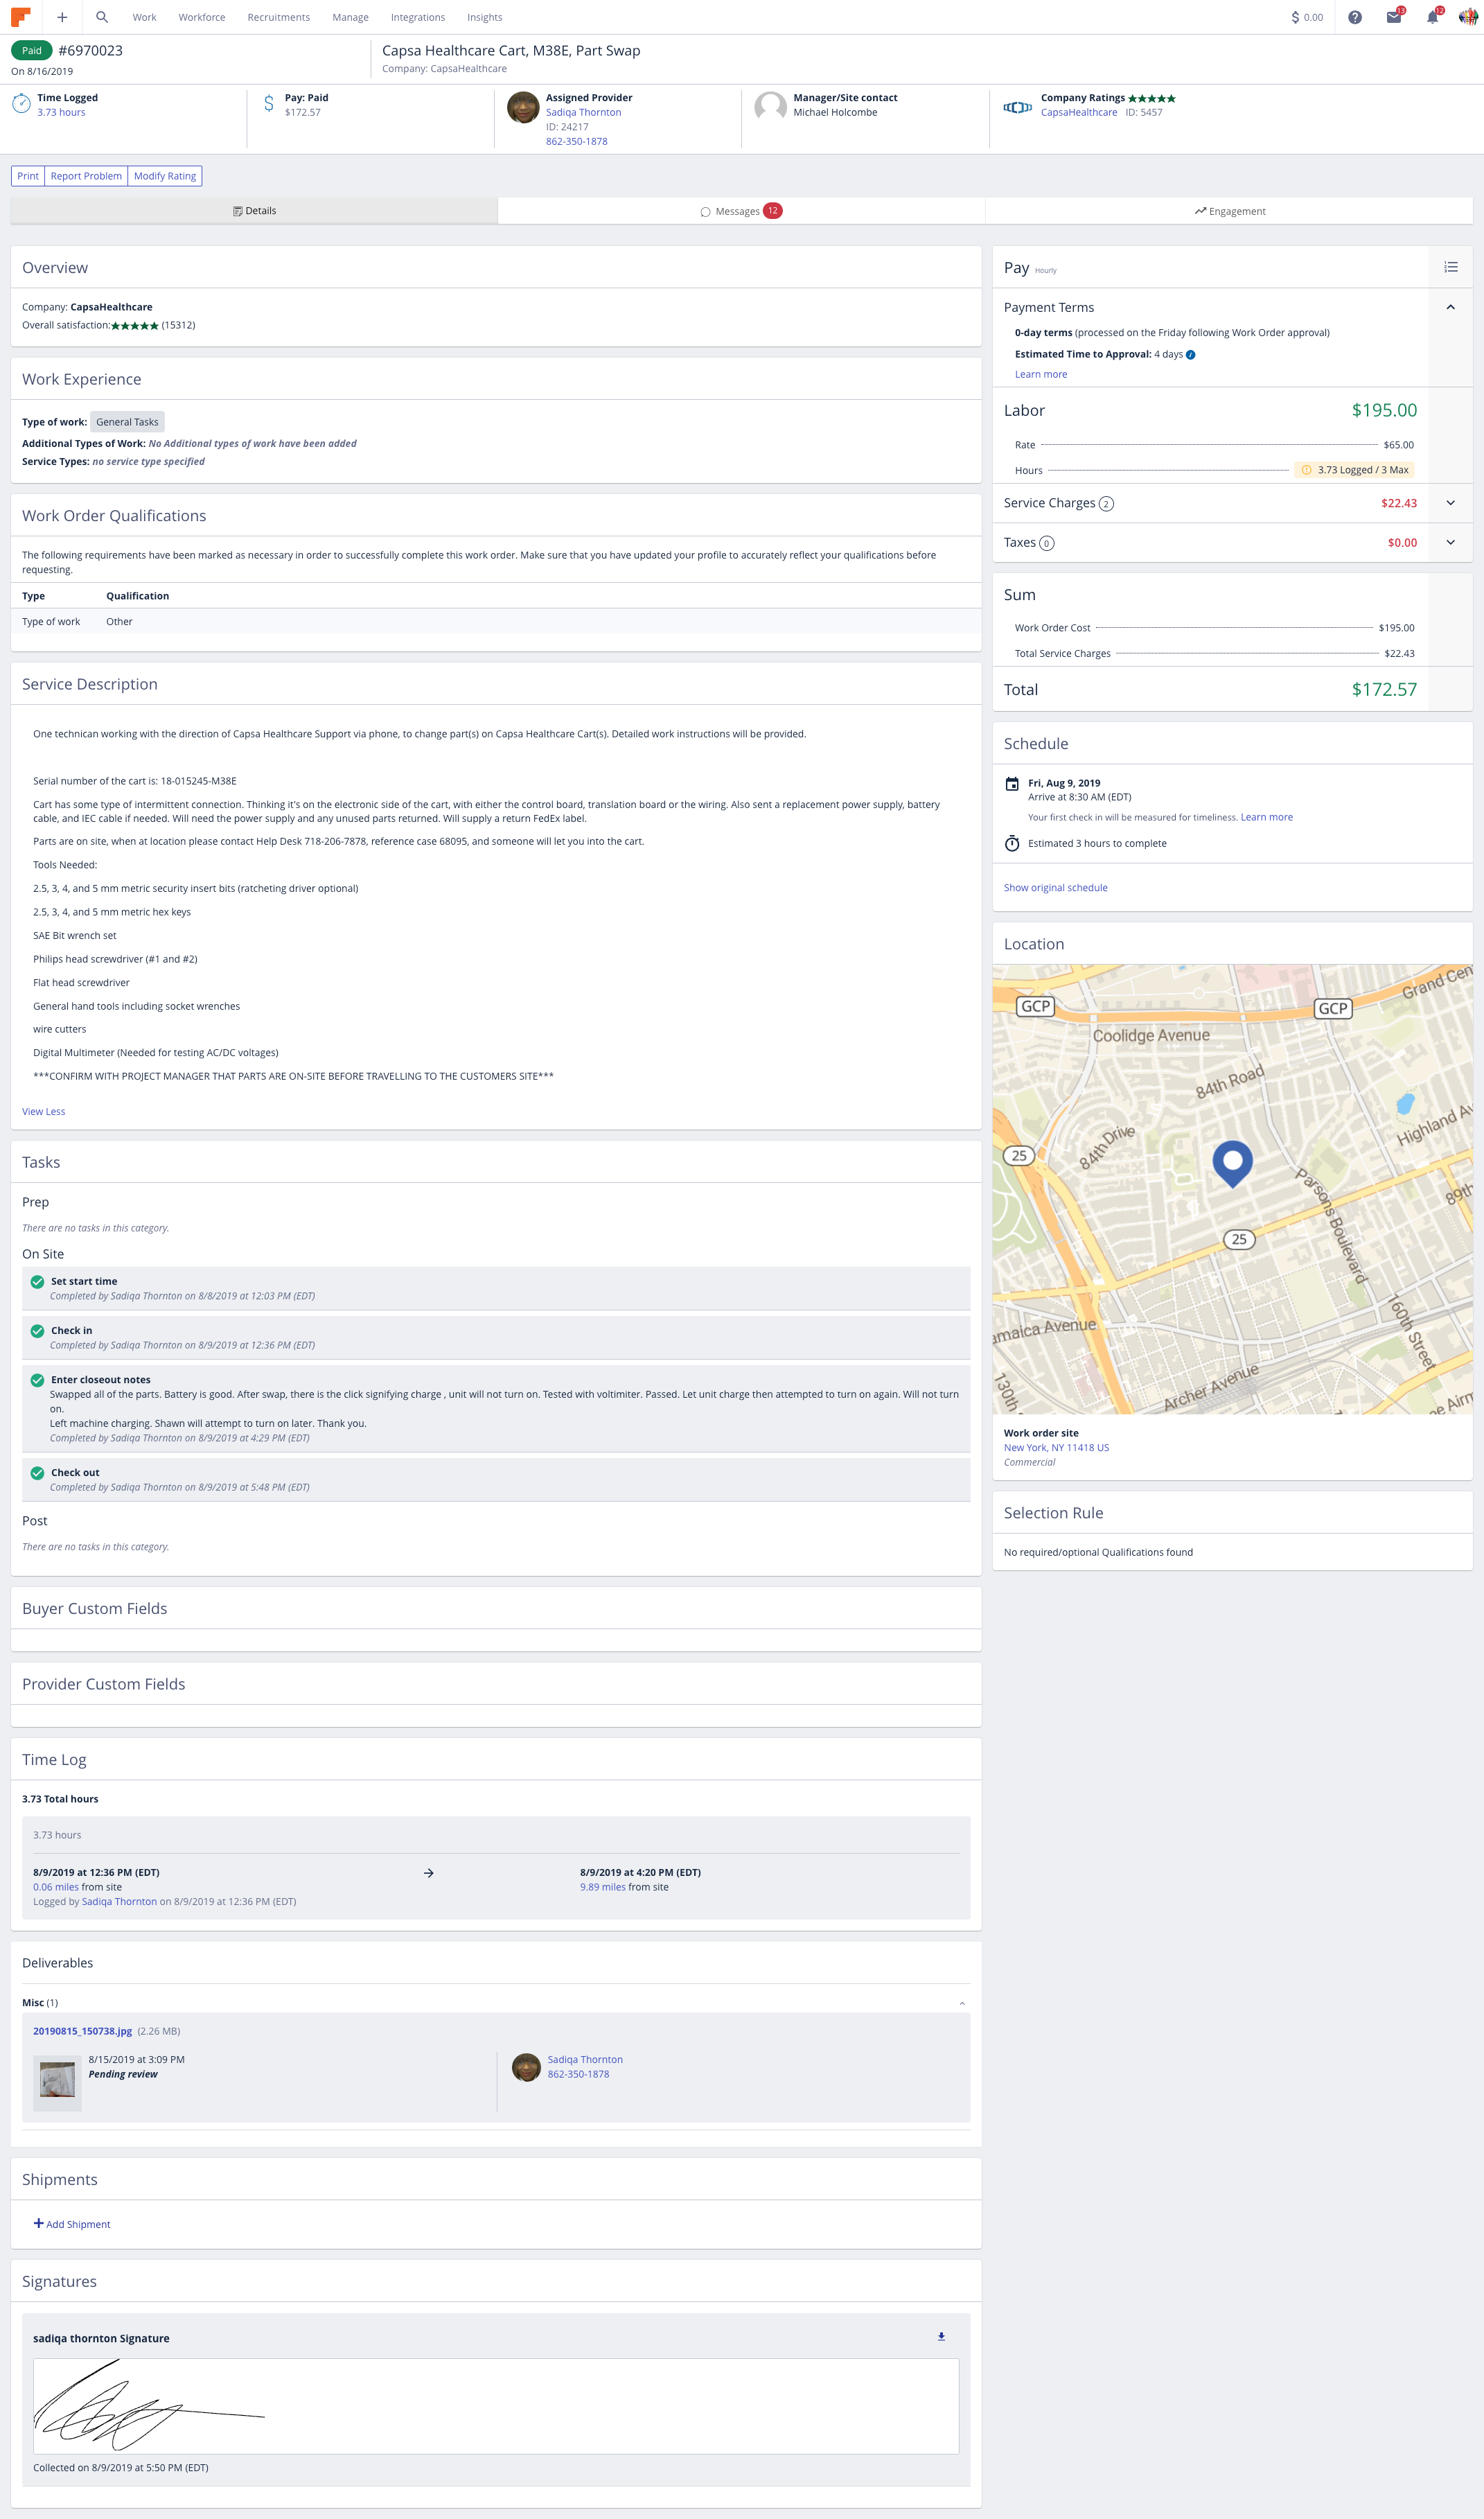 Work Workforce Recruitments Manage Integrations Insights $ 0.00 13 12
Paid #6970023
On 8/16/2019
Capsa Healthcare Cart, M38E, Part Swap
Company: CapsaHealthcare
Time Logged
3.73 hours
Pay: Paid
$172.57
Assigned Provider
Sadiqa Thornton
ID: 24217
862-350-1878
Manager/Site contact
Michael Holcombe
Company Ratings ★★★★★
CapsaHealthcare ID: 5457
Print Report Problem Modify Rating
Details Messages 12 Engagement
Overview
Company: CapsaHealthcare
Overall satisfaction:★★★★★ (15312)
Work Experience
Type of work: General Tasks
Additional Types of Work: No Additional types of work have been added
Service Types: no service type specified
Work Order Qualifications
The following requirements have been marked as necessary in order to successfully complete this work order. Make sure that you have updated your profile to accurately reflect your qualifications before
requesting.
Type Qualification
Type of work Other
Service Description
One technican working with the direction of Capsa Healthcare Support via phone, to change part(s) on Capsa Healthcare Cart(s). Detailed work instructions will be provided.
Serial number of the cart is: 18-015245-M38E
Cart has some type of intermittent connection. Thinking it's on the electronic side of the cart, with either the control board, translation board or the wiring. Also sent a replacement power supply, battery
cable, and IEC cable if needed. Will need the power supply and any unused parts returned. Will supply a return FedEx label.
Parts are on site, when at location please contact Help Desk 718-206-7878, reference case 68095, and someone will let you into the cart.
Tools Needed:
2.5, 3, 4, and 5 mm metric security insert bits (ratcheting driver optional)
2.5, 3, 4, and 5 mm metric hex keys
SAE Bit wrench set
Philips head screwdriver (#1 and #2)
Flat head screwdriver
General hand tools including socket wrenches
wire cutters
Digital Multimeter (Needed for testing AC/DC voltages)
***CONFIRM WITH PROJECT MANAGER THAT PARTS ARE ON-SITE BEFORE TRAVELLING TO THE CUSTOMERS SITE***
View Less
Tasks
Prep
There are no tasks in this category.
On Site
Set start time
Completed by Sadiqa Thornton on 8/8/2019 at 12:03 PM (EDT)
Check in
Completed by Sadiqa Thornton on 8/9/2019 at 12:36 PM (EDT)
Enter closeout notes
Swapped all of the parts. Battery is good. After swap, there is the click signifying charge , unit will not turn on. Tested with voltimiter. Passed. Let unit charge then attempted to turn on again. Will not turn
on.
Left machine charging. Shawn will attempt to turn on later. Thank you.
Completed by Sadiqa Thornton on 8/9/2019 at 4:29 PM (EDT)
Check out
Completed by Sadiqa Thornton on 8/9/2019 at 5:48 PM (EDT)
Post
There are no tasks in this category.
Buyer Custom Fields
Provider Custom Fields
Time Log
3.73 Total hours
3.73 hours
8/9/2019 at 12:36 PM (EDT) → 8/9/2019 at 4:20 PM (EDT)
0.06 miles from site 9.89 miles from site
Logged by Sadiqa Thornton on 8/9/2019 at 12:36 PM (EDT)
Deliverables
Misc (1)
20190815_150738.jpg (2.26 MB)
8/15/2019 at 3:09 PM
Pending review
Sadiqa Thornton
862-350-1878
Shipments
+ Add Shipment
Signatures
sadiqa thornton Signature
Collected on 8/9/2019 at 5:50 PM (EDT)
Pay Hourly
Payment Terms
0-day terms (processed on the Friday following Work Order approval)
Estimated Time to Approval: 4 days
Learn more
Labor $195.00
Rate $65.00
Hours 3.73 Logged / 3 Max
Service Charges 2 $22.43
Taxes 0 $0.00
Sum
Work Order Cost $195.00
Total Service Charges $22.43
Total $172.57
Schedule
Fri, Aug 9, 2019
Arrive at 8:30 AM (EDT)
Your first check in will be measured for timeliness. Learn more
Estimated 3 hours to complete
Show original schedule
Location
Grand Cen
GCP
GCP
Coolidge Avenue
84th Road
84th Drive
Highland Av
25
Parsons Boulevard
89th
25
160th Street
amaica Avenue
Archer Avenue
130th
e Airm
Work order site
New York, NY 11418 US
Commercial
Selection Rule
No required/optional Qualifications found